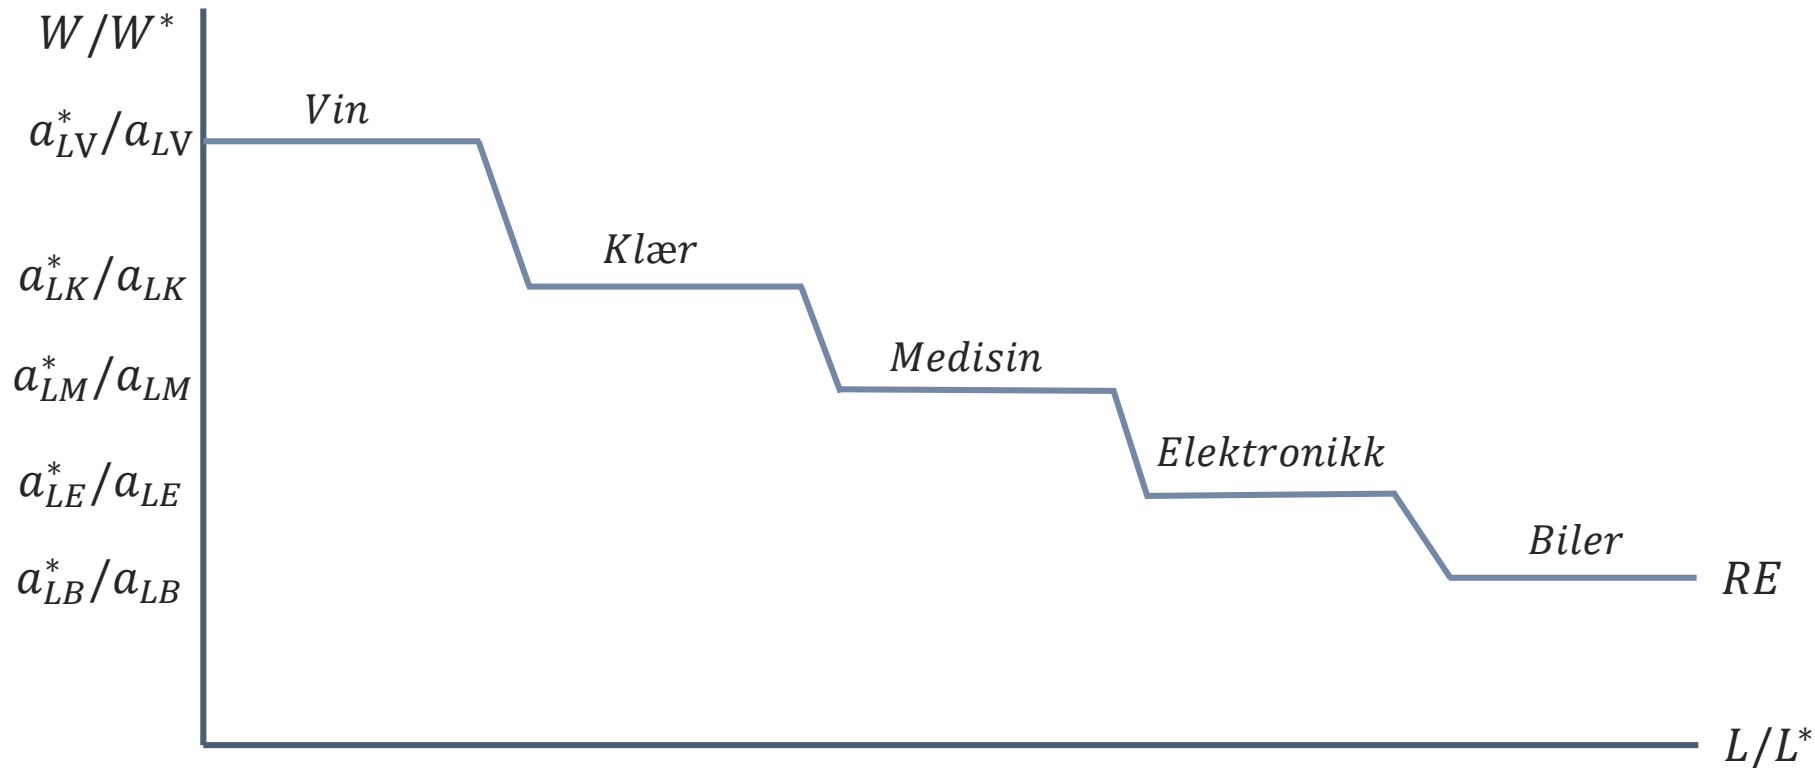 W/W*
Vin
a*LV/aLV
Klær
a*LK/aLK
Medisin
a*LM/aLM
Elektronikk
a*LE/aLE
Biler
a*LB/aLB
RE
L/L*